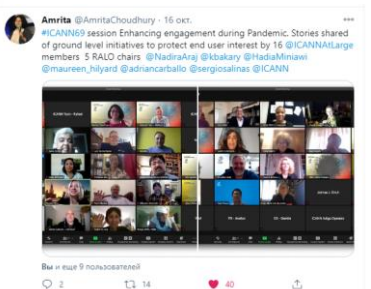 Amrita @AmritaChoudhury · 16 окт.
#ICANN69 session Enhancing engagement during Pandemic. Stories shared
of ground level initiatives to protect end user interest by 16 @ICANNAtLarge
members 5 RALO chairs @NadiraAraj @kbakary @HadiaMiniawi
@maureen_hilyard @adriancarballo @sergiosalinas @ICANN
Вы и еще 9 пользователей
2 14 40